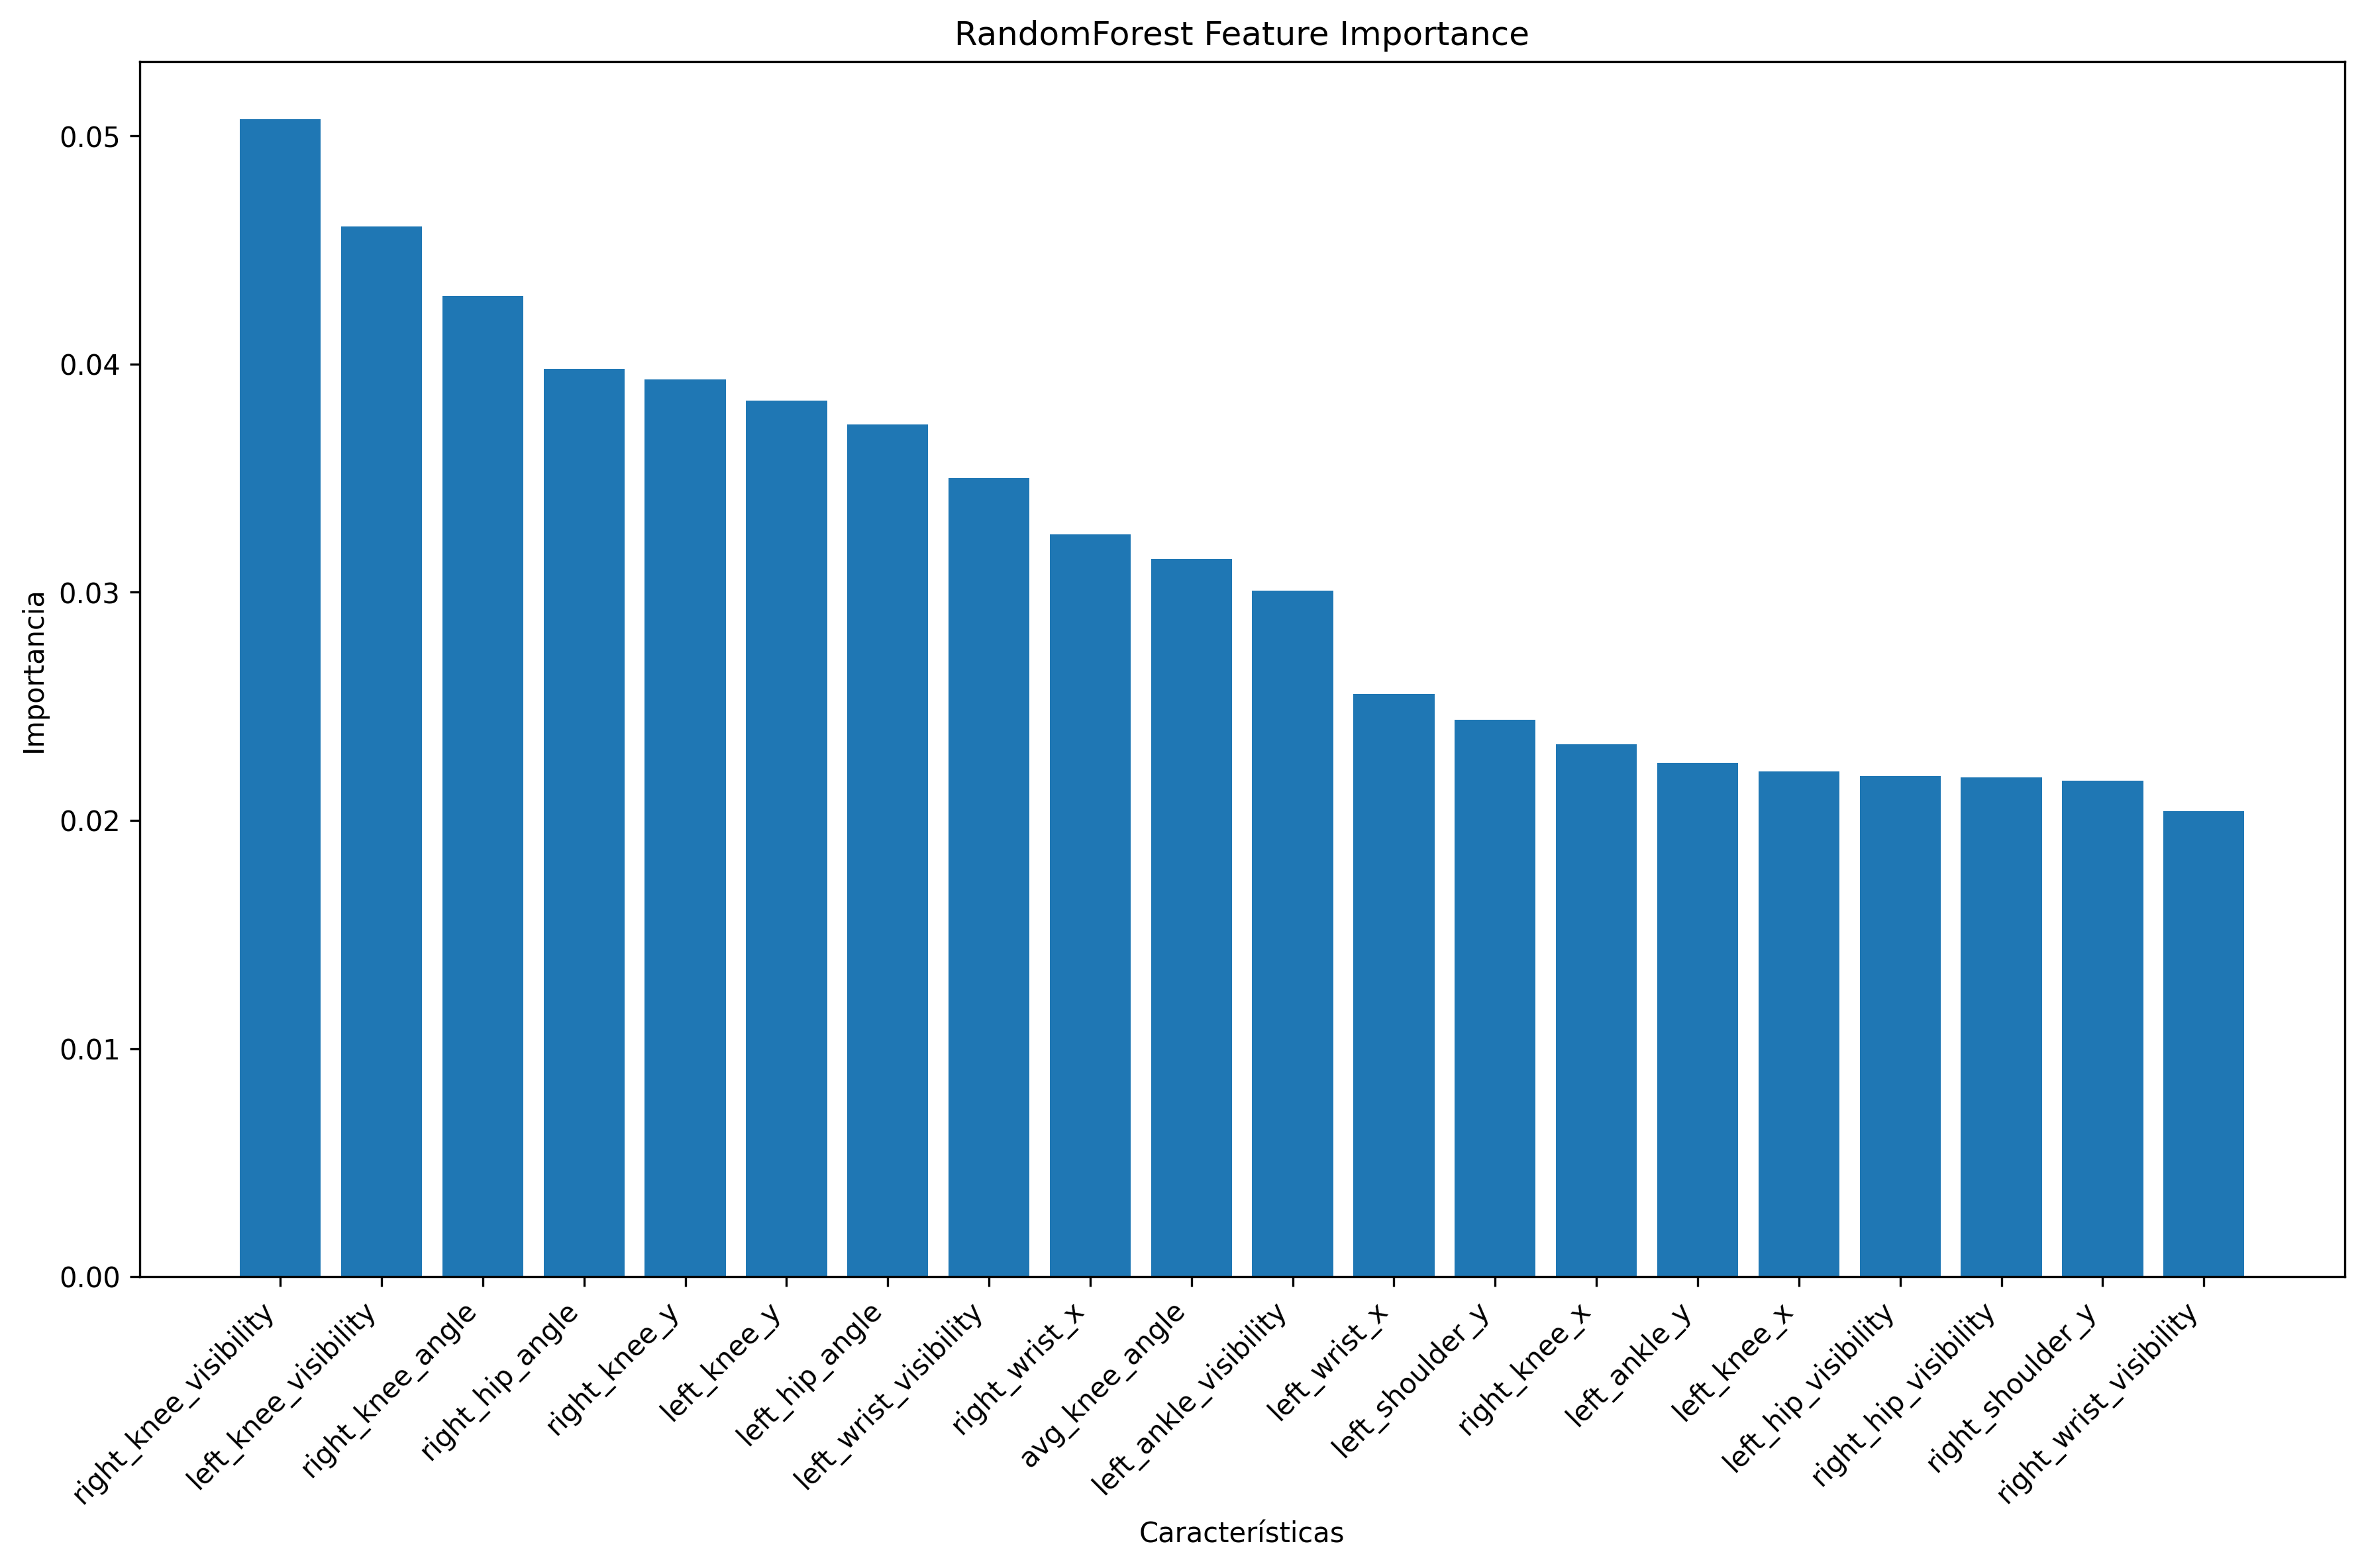 RandomForest Feature Importance
Importancia
0.05
0.04
0.03
0.02
0.01
0.00
right_knee_visibility
left_knee_visibility
right_knee_angle
right_hip_angle
right_knee_y
left_knee_y
left_hip_angle
left_wrist_visibility
right_wrist_x
avg_knee_angle
left_ankle_visibility
left_wrist_x
left_shoulder_y
right_knee_x
left_ankle_y
left_knee_x
left_hip_visibility
right_hip_visibility
right_shoulder_y
right_wrist_visibility
Características